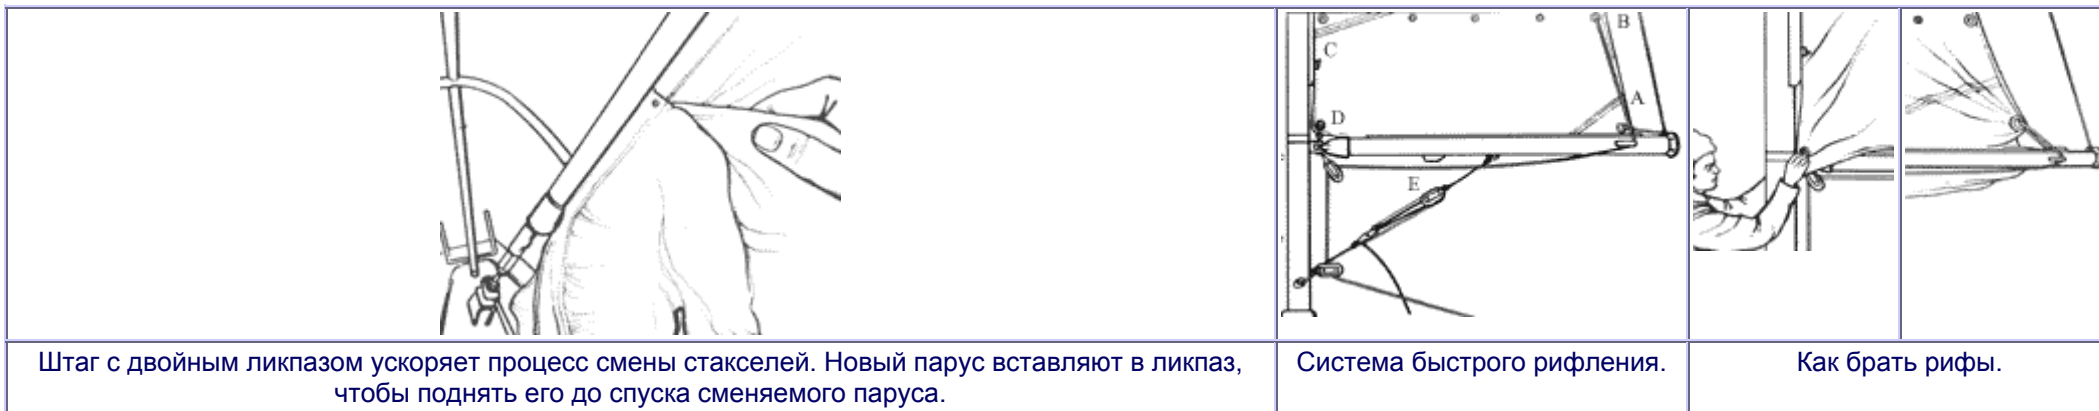 B
C
A
D
E
Штаг с двойным ликпазом ускоряет процесс смены стакселей. Новый парус вставляют в ликпаз,
чтобы поднять его до спуска сменяемого паруса.
Система быстрого рифления.
Как брать рифы.